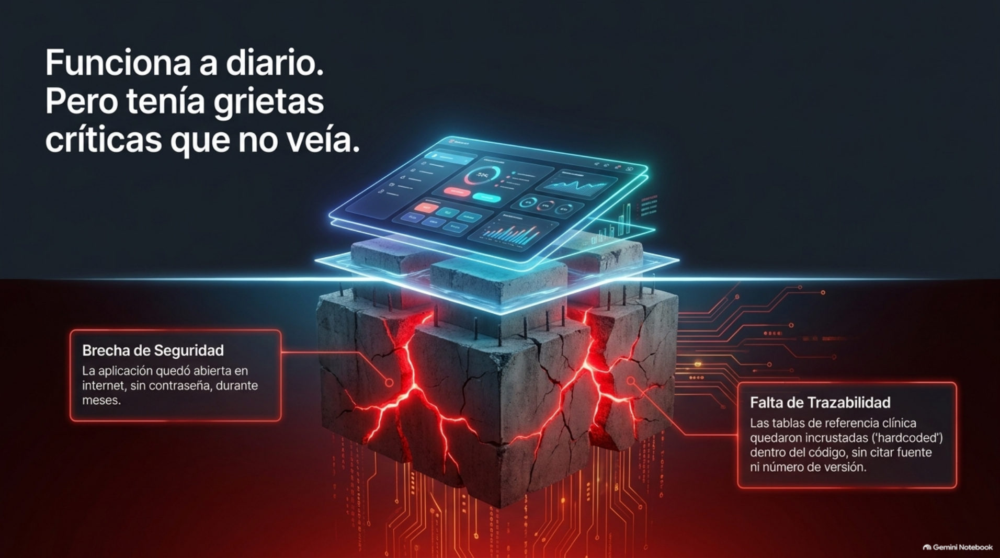 Funciona a diario.
Pero tenía grietas
críticas que no veía.
Brecha de Seguridad
La aplicación quedó abierta en
internet, sin contraseña, durante
meses.
Falta de Trazabilidad
Las tablas de referencia clínica
quedaron incrustadas ('hardcoded')
dentro del código, sin citar fuente
ni número de versión.
Gemini Notebook